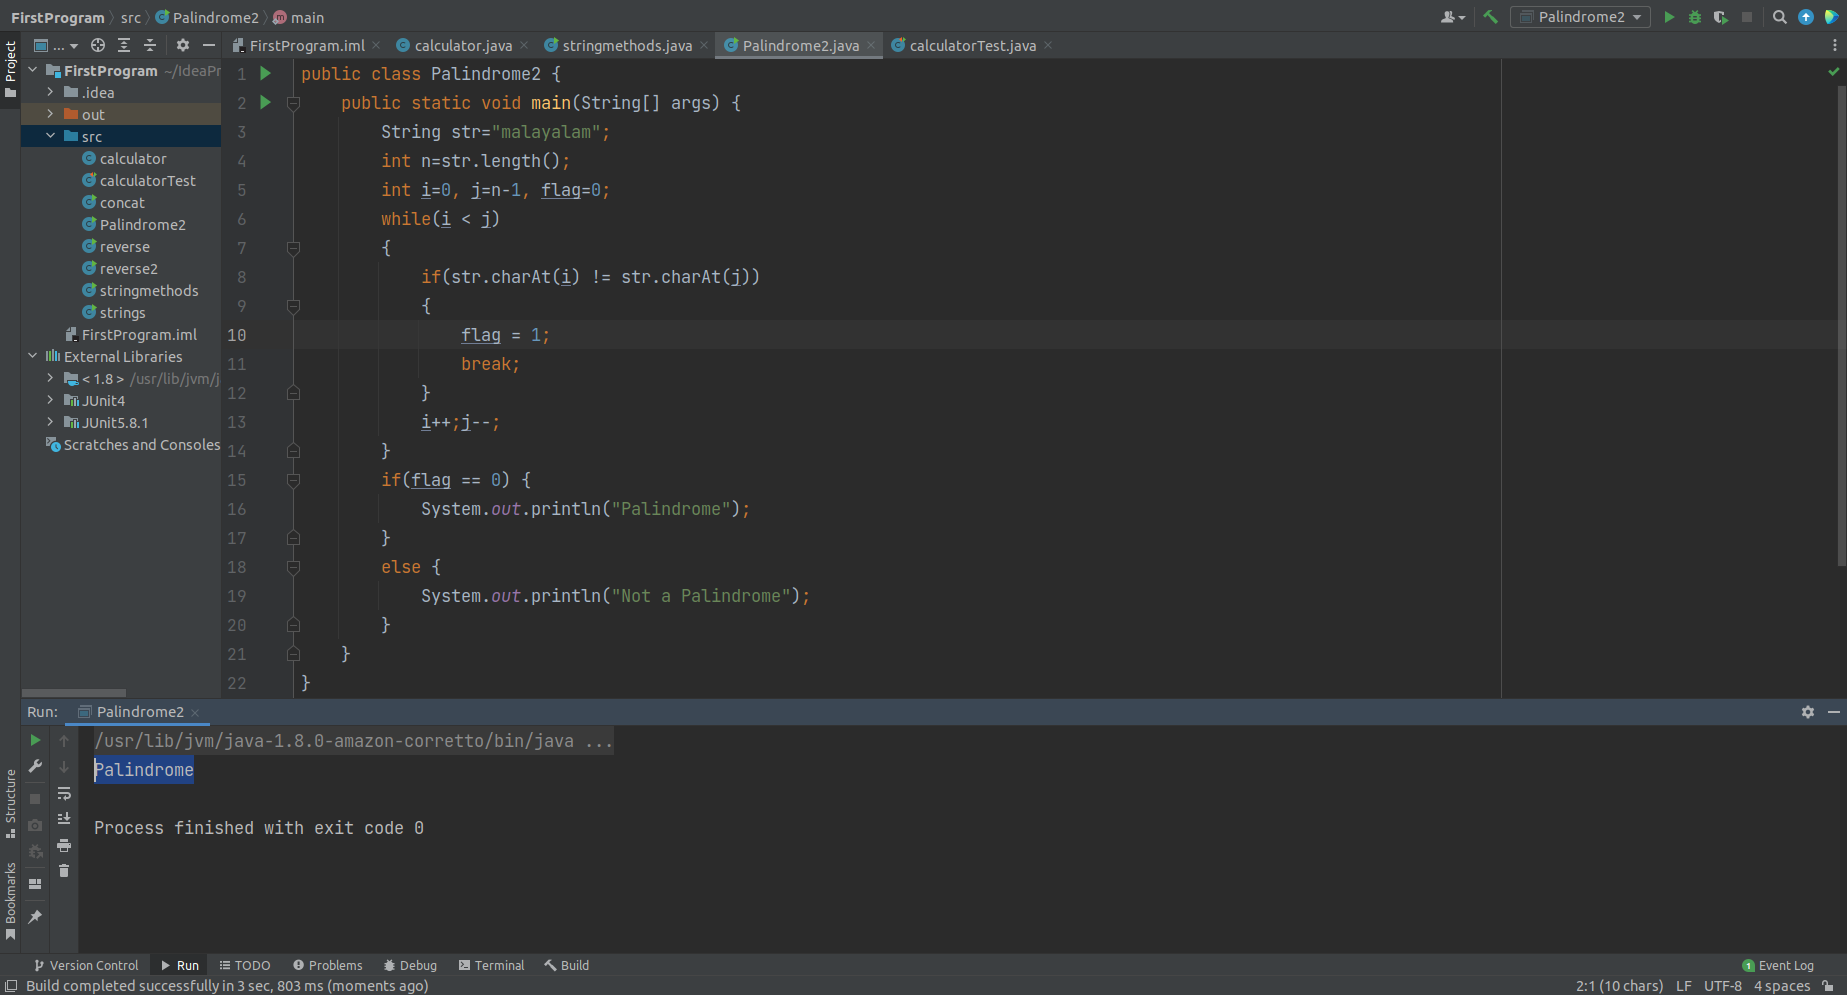 FirstProgram src Palindrome2 main Palindrome2
Project
...
FirstProgram.iml calculator.java stringmethods.java Palindrome2.java calculatorTest.java
FirstProgram ~/IdeaPr
.idea
out
src
calculator
calculatorTest
concat
Palindrome2
reverse
reverse2
stringmethods
strings
FirstProgram.iml
External Libraries
< 1.8 > /usr/lib/jvm/j
JUnit4
JUnit5.8.1
Scratches and Consoles
1 public class Palindrome2 {
2 public static void main(String[] args) {
3 String str="malayalam";
4 int n=str.length();
5 int i=0, j=n-1, flag=0;
6 while(i < j)
7 {
8 if(str.charAt(i) != str.charAt(j))
9 {
10 flag = 1;
11 break;
12 }
13 i++;j--;
14 }
15 if(flag == 0) {
16 System.out.println("Palindrome");
17 }
18 else {
19 System.out.println("Not a Palindrome");
20 }
21 }
22 }
Run: Palindrome2
/usr/lib/jvm/java-1.8.0-amazon-corretto/bin/java ...
Palindrome
Process finished with exit code 0
Structure
Bookmarks
Version Control Run TODO Problems Debug Terminal Build 1 Event Log
Build completed successfully in 3 sec, 803 ms (moments ago) 2:1 (10 chars) LF UTF-8 4 spaces